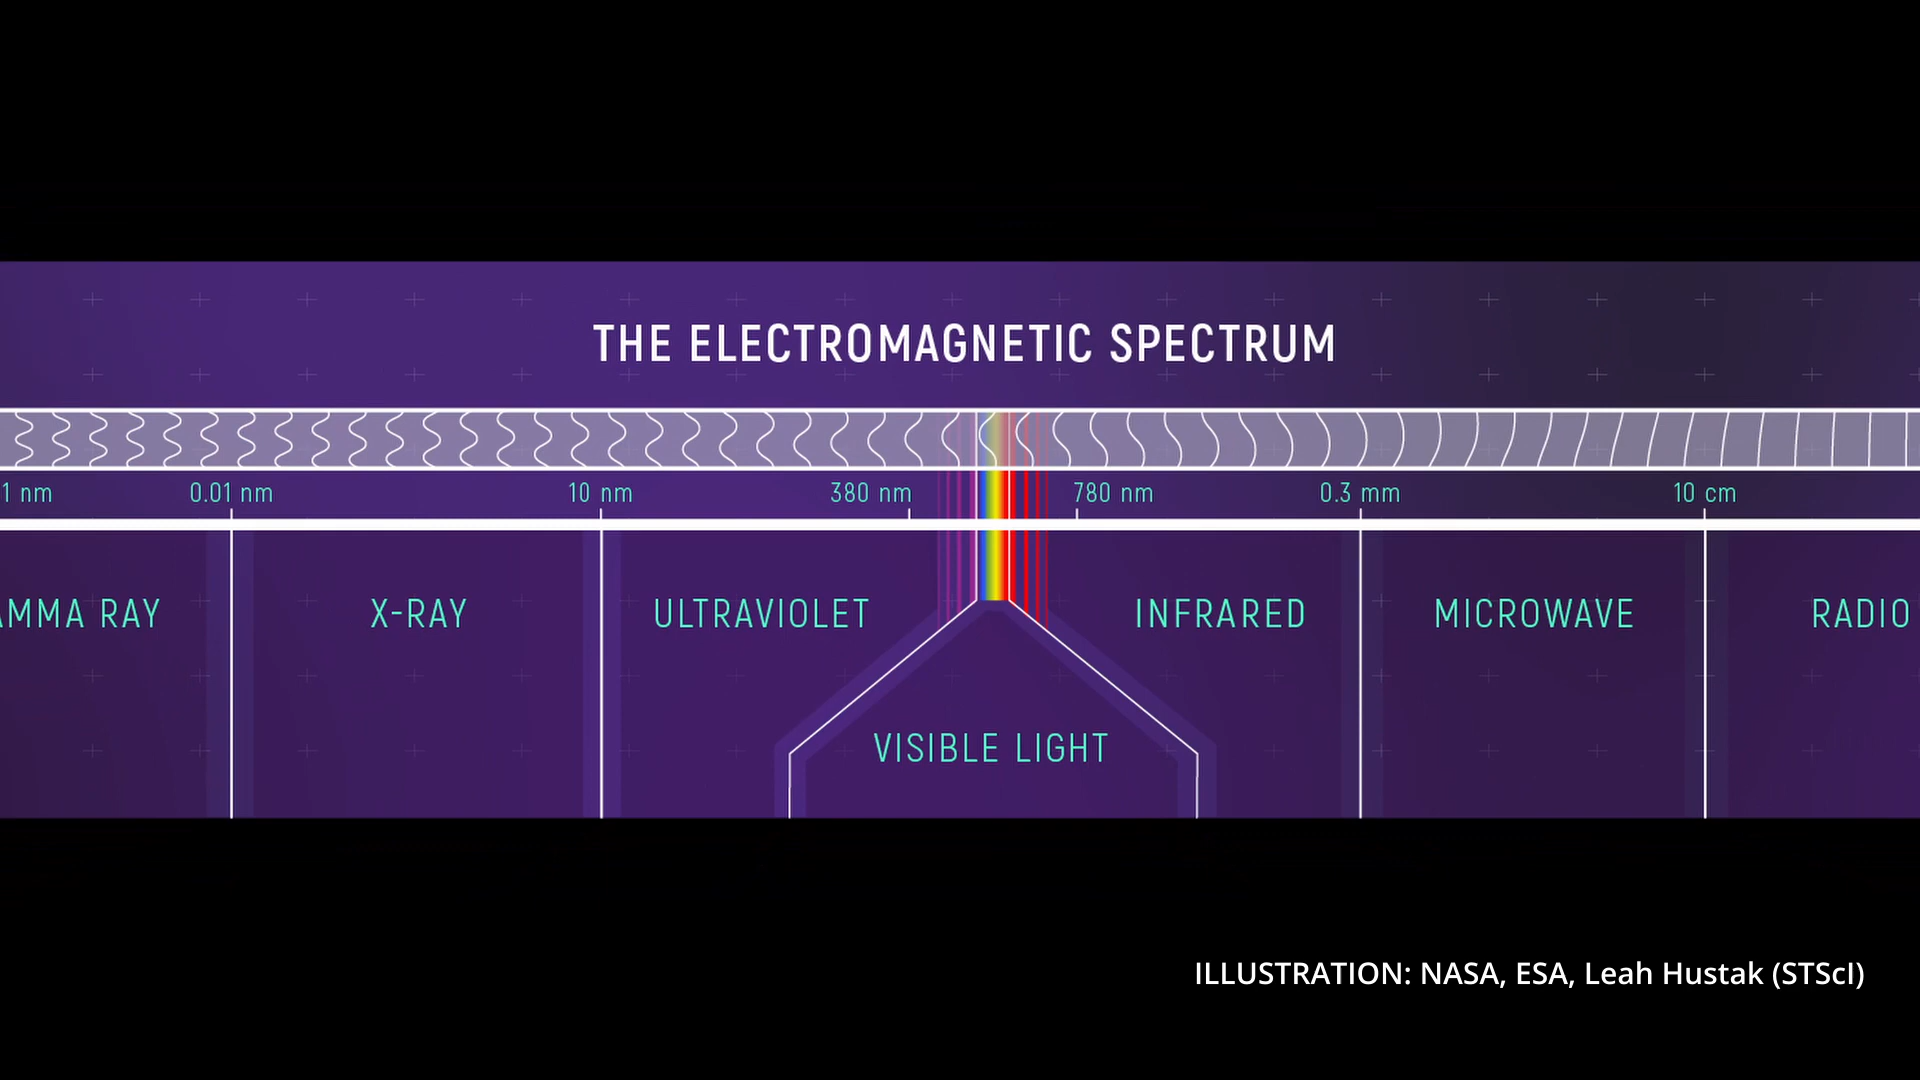 THE ELECTROMAGNETIC SPECTRUM
1 nm 0.01 nm 10 nm 380 nm 780 nm 0.3 mm 10 cm
AMMA RAY X-RAY ULTRAVIOLET INFRARED MICROWAVE RADIO
VISIBLE LIGHT
ILLUSTRATION: NASA, ESA, Leah Hustak (STScI)